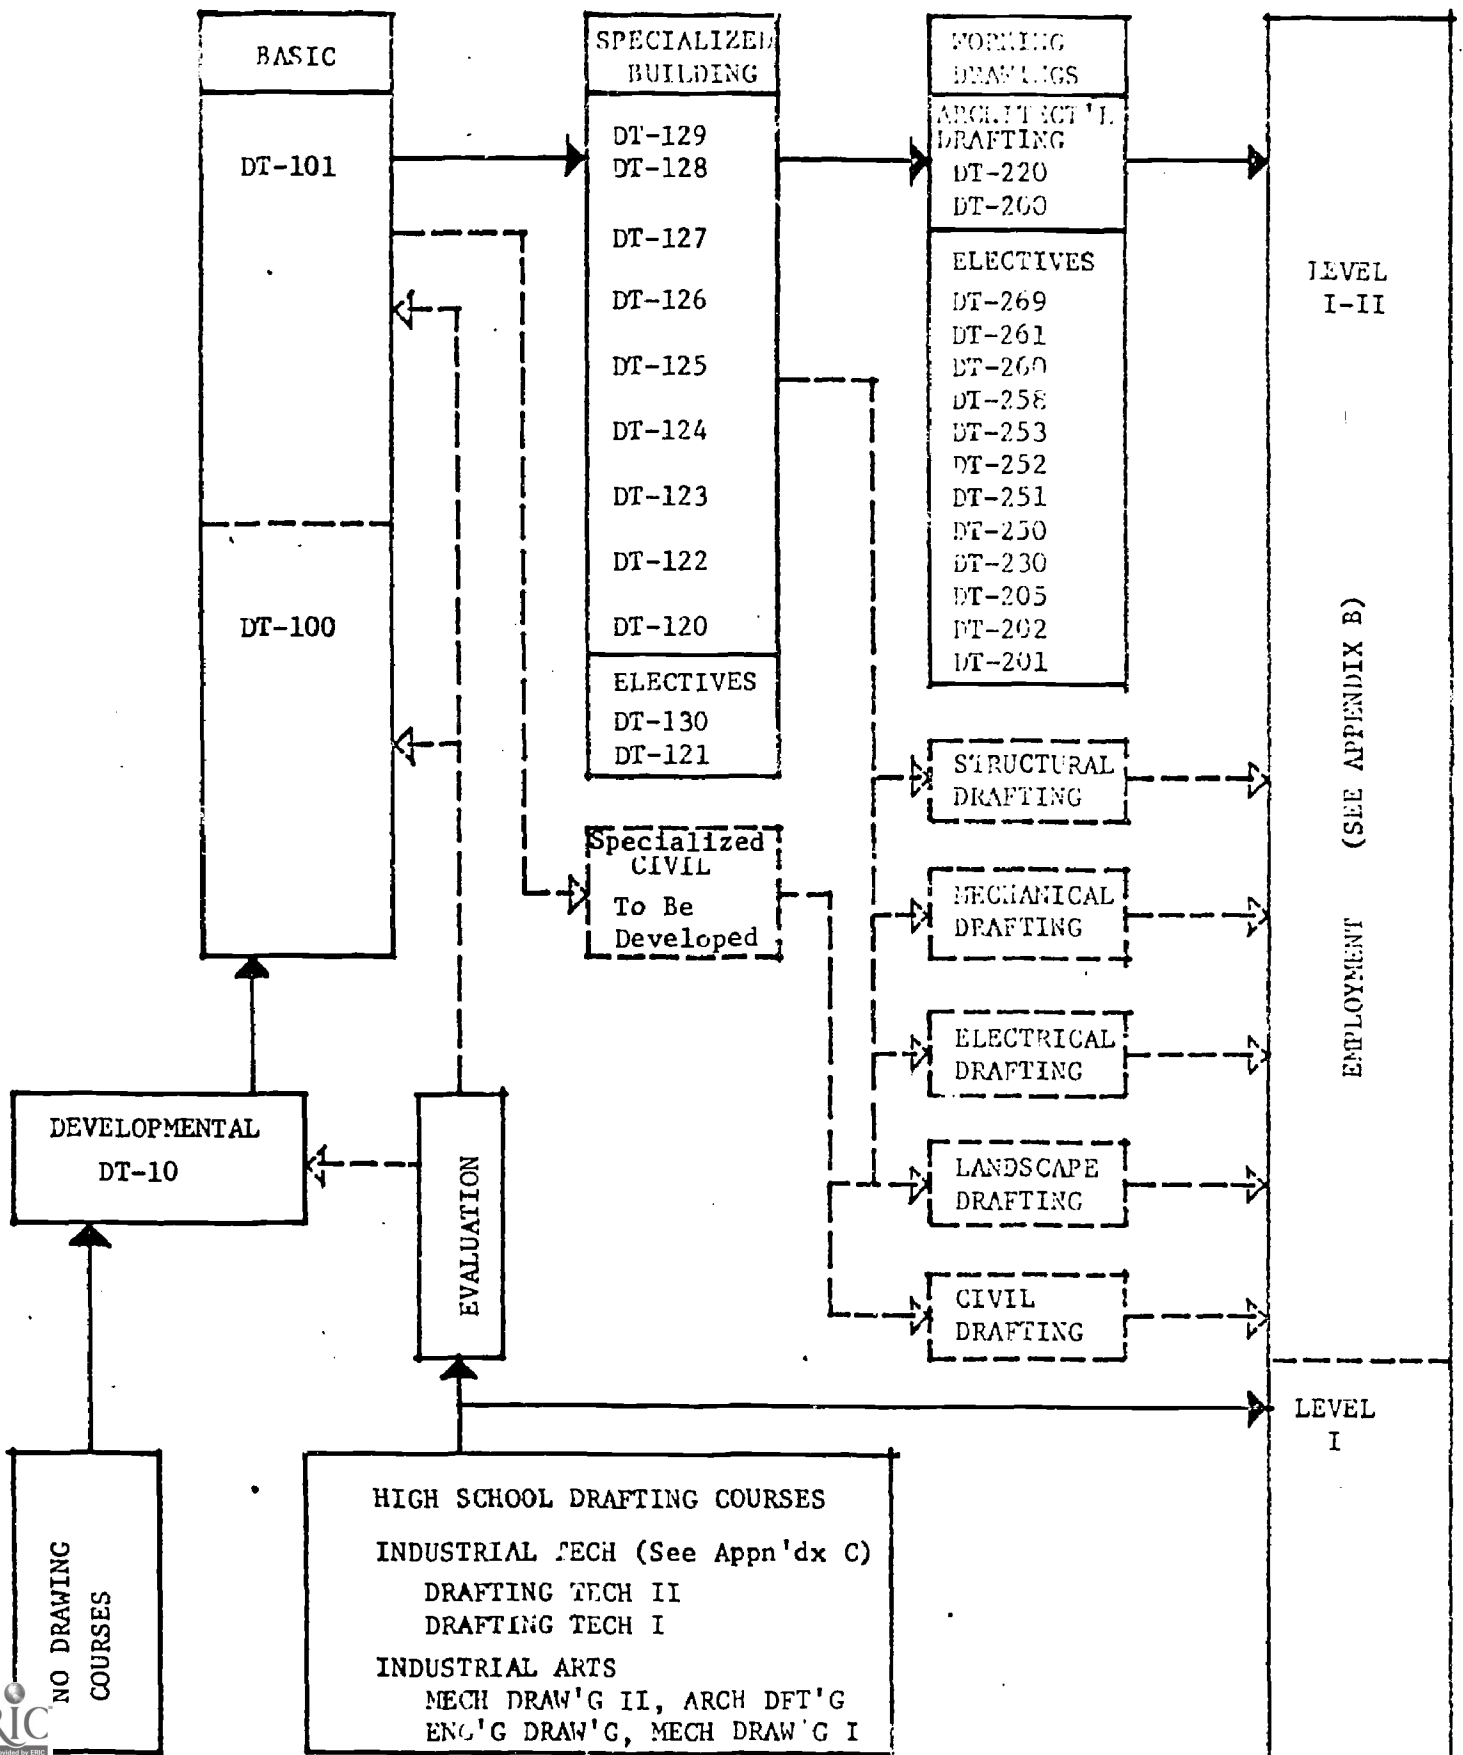 BASIC
DT-101
DT-100
SPECIALIZED
BUILDING
DT-129
DT-128
DT-127
DT-126
DT-125
DT-124
DT-123
DT-122
DT-120
ELECTIVES
DT-130
DT-121
Specialized
CIVIL
To Be
Developed
WORKING
DRAWINGS
ARCHITECT'L
DRAFTING
DT-220
DT-200
ELECTIVES
DT-269
DT-261
DT-260
DT-258
DT-253
DT-252
DT-251
DT-250
DT-230
DT-205
DT-202
DT-201
STRUCTURAL
DRAFTING
MECHANICAL
DRAFTING
ELECTRICAL
DRAFTING
LANDSCAPE
DRAFTING
CIVIL
DRAFTING
LEVEL
I-II
EMPLOYMENT (SEE APPENDIX B)
LEVEL
I
DEVELOPMENTAL
DT-10
EVALUATION
NO DRAWING
COURSES
HIGH SCHOOL DRAFTING COURSES
INDUSTRIAL TECH (See Appn'dx C)
DRAFTING TECH II
DRAFTING TECH I
INDUSTRIAL ARTS
MECH DRAW'G II, ARCH DFT'G
ENG'G DRAW'G, MECH DRAW'G I